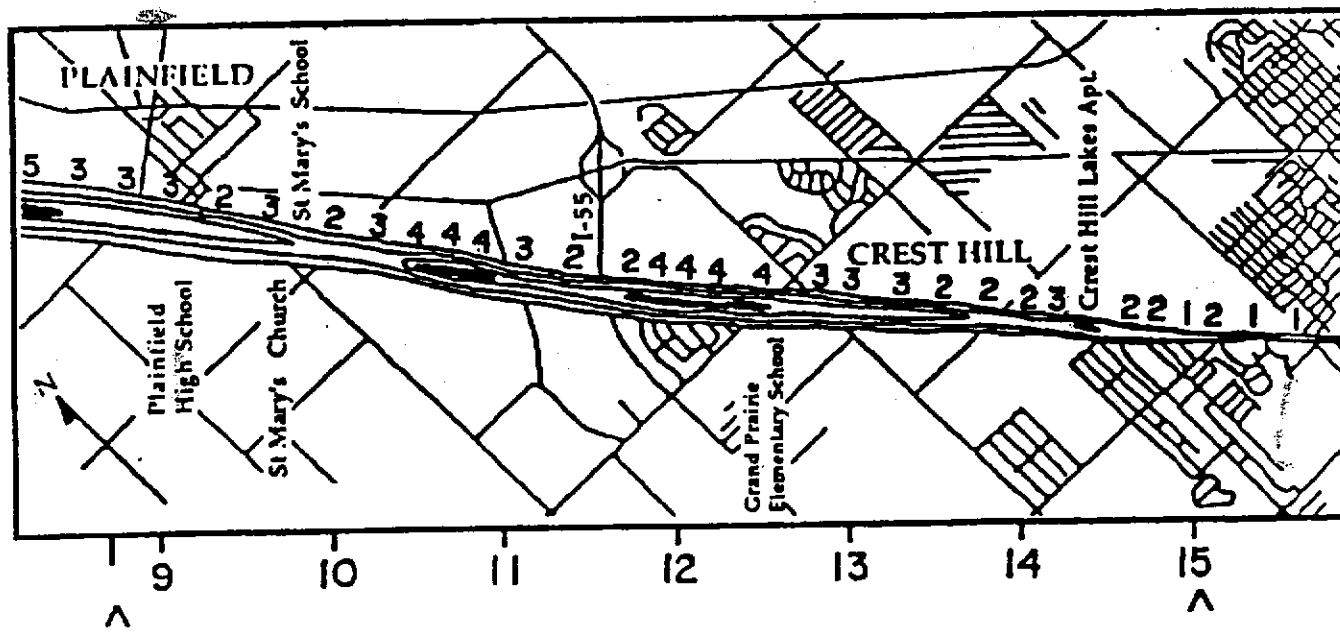 PLAINFIELD
St Mary's School
5 3 3 3 2 3 2 3 4 4 4 3 2 2 4 4 4 4 3 3 3 2 2 2 3 2 2 1 2 1 1
I-55
CREST HILL
Crrest Hill Lakes Apt.
Plainfield
High School
St Mary's Church
Grand Prairie
Elementary School
N
9 10 11 12 13 14 15